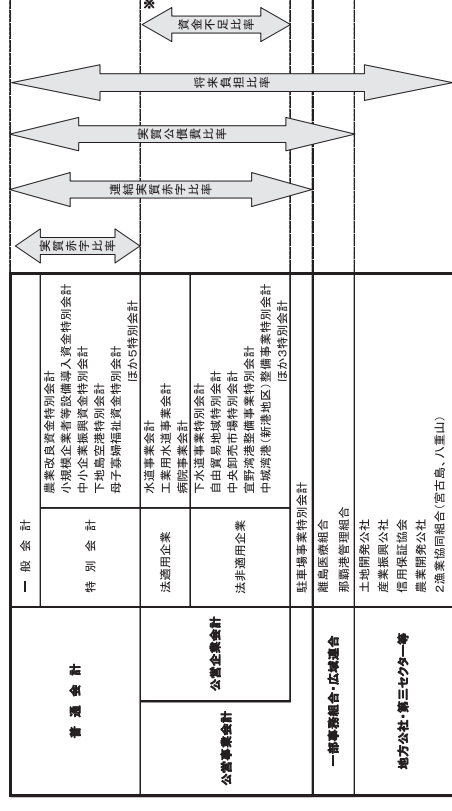 普通会計
一般会計
特別会計
農業改良資金特別会計
小規模企業者等設備導入資金特別会計
中小企業振興資金特別会計
下地島空港特別会計
母子寡婦福祉資金特別会計
ほか5特別会計
公営事業会計
公営企業会計
法適用企業
水道事業会計
工業用水道事業会計
病院事業会計
法非適用企業
下水道事業特別会計
自由貿易地域特別会計
中央卸売市場特別会計
宜野湾港整備事業特別会計
中城湾港(新港地区)整備事業特別会計
ほか3特別会計
駐車場事業特別会計
一部事務組合・広域連合
離島医療組合
那覇港管理組合
地方公社・第三セクター等
土地開発公社
産業振興公社
信用保証協会
農業開発公社
2漁業協同組合(宮古島、八重山)
実質赤字比率
連結実質赤字比率
実質公債費比率
将来負担比率
資金不足比率
※